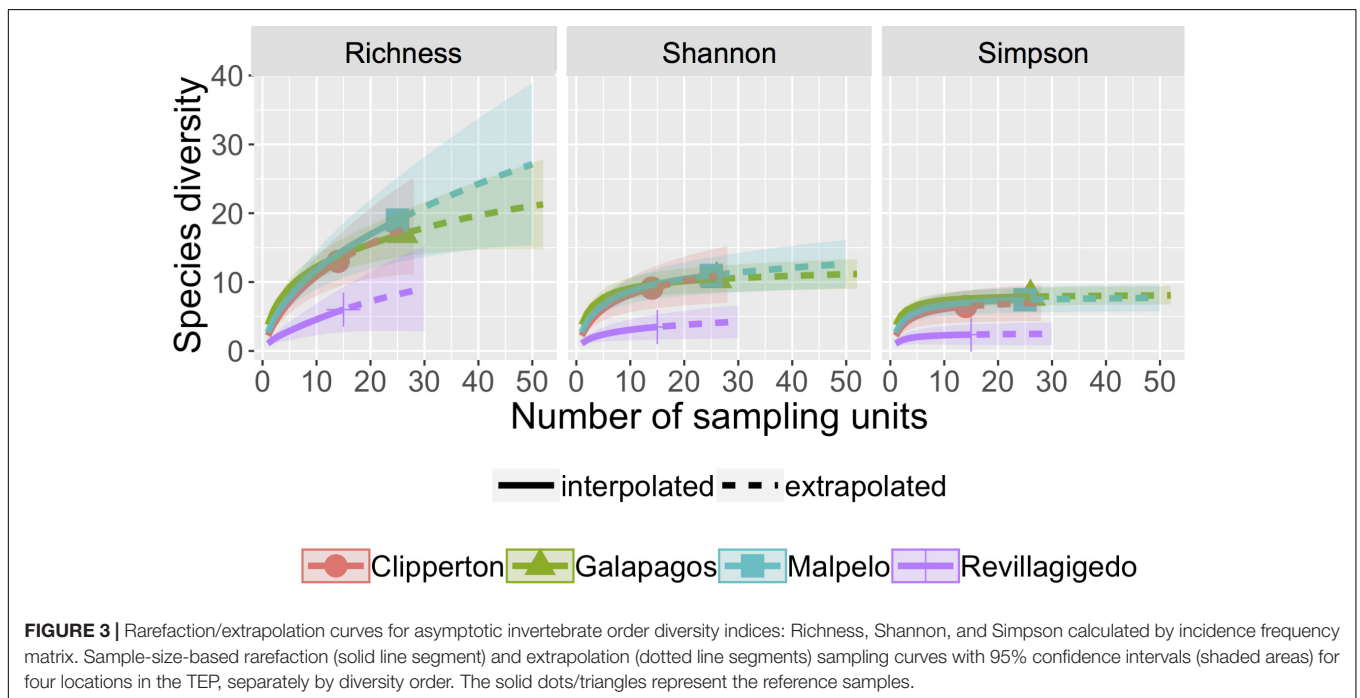 Richness Shannon Simpson
Species diversity
40
30
20
10
0
0 10 20 30 40 50 0 10 20 30 40 50 0 10 20 30 40 50
Number of sampling units
interpolated extrapolated
Clipperton Galapagos Malpelo Revillagigedo
FIGURE 3 | Rarefaction/extrapolation curves for asymptotic invertebrate order diversity indices: Richness, Shannon, and Simpson calculated by incidence frequency
matrix. Sample-size-based rarefaction (solid line segment) and extrapolation (dotted line segments) sampling curves with 95% confidence intervals (shaded areas) for
four locations in the TEP, separately by diversity order. The solid dots/triangles represent the reference samples.